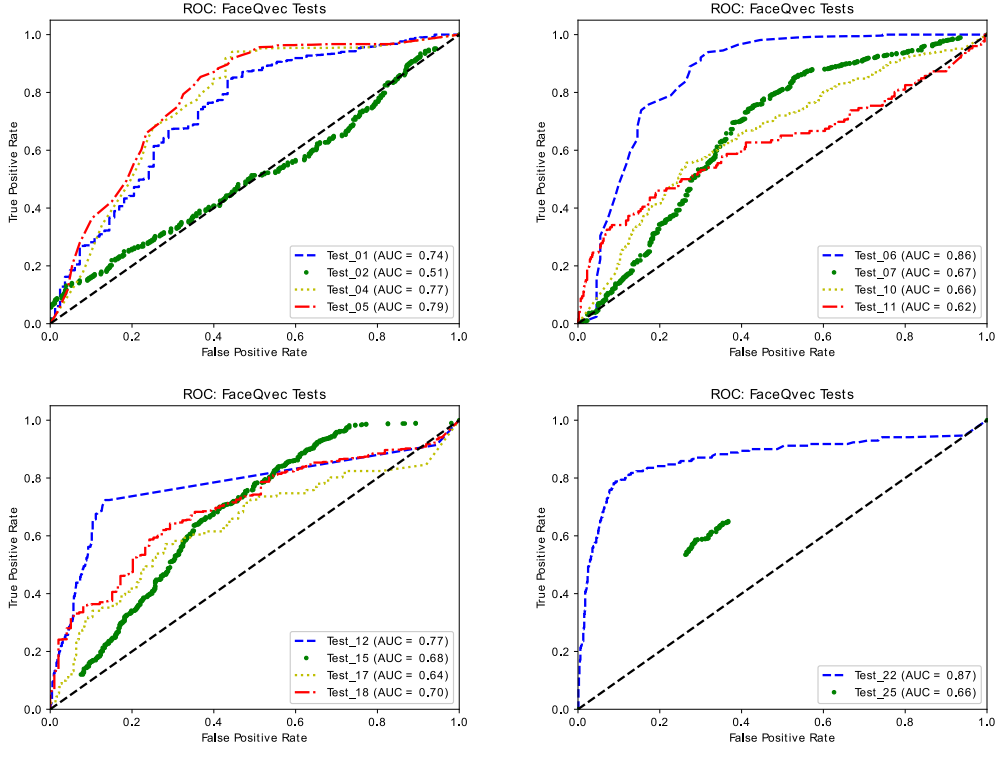 ROC: FaceQvec Tests
True Positive Rate
1.0
0.8
0.6
0.4
0.2
0.0
Test_01 (AUC = 0.74)
Test_02 (AUC = 0.51)
Test_04 (AUC = 0.77)
Test_05 (AUC = 0.79)
0.0 0.2 0.4 0.6 0.8 1.0
False Positive Rate
ROC: FaceQvec Tests
True Positive Rate
1.0
0.8
0.6
0.4
0.2
0.0
Test_06 (AUC = 0.86)
Test_07 (AUC = 0.67)
Test_10 (AUC = 0.66)
Test_11 (AUC = 0.62)
0.0 0.2 0.4 0.6 0.8 1.0
False Positive Rate
ROC: FaceQvec Tests
True Positive Rate
1.0
0.8
0.6
0.4
0.2
0.0
Test_12 (AUC = 0.77)
Test_15 (AUC = 0.68)
Test_17 (AUC = 0.64)
Test_18 (AUC = 0.70)
0.0 0.2 0.4 0.6 0.8 1.0
False Positive Rate
ROC: FaceQvec Tests
True Positive Rate
1.0
0.8
0.6
0.4
0.2
0.0
Test_22 (AUC = 0.87)
Test_25 (AUC = 0.66)
0.0 0.2 0.4 0.6 0.8 1.0
False Positive Rate